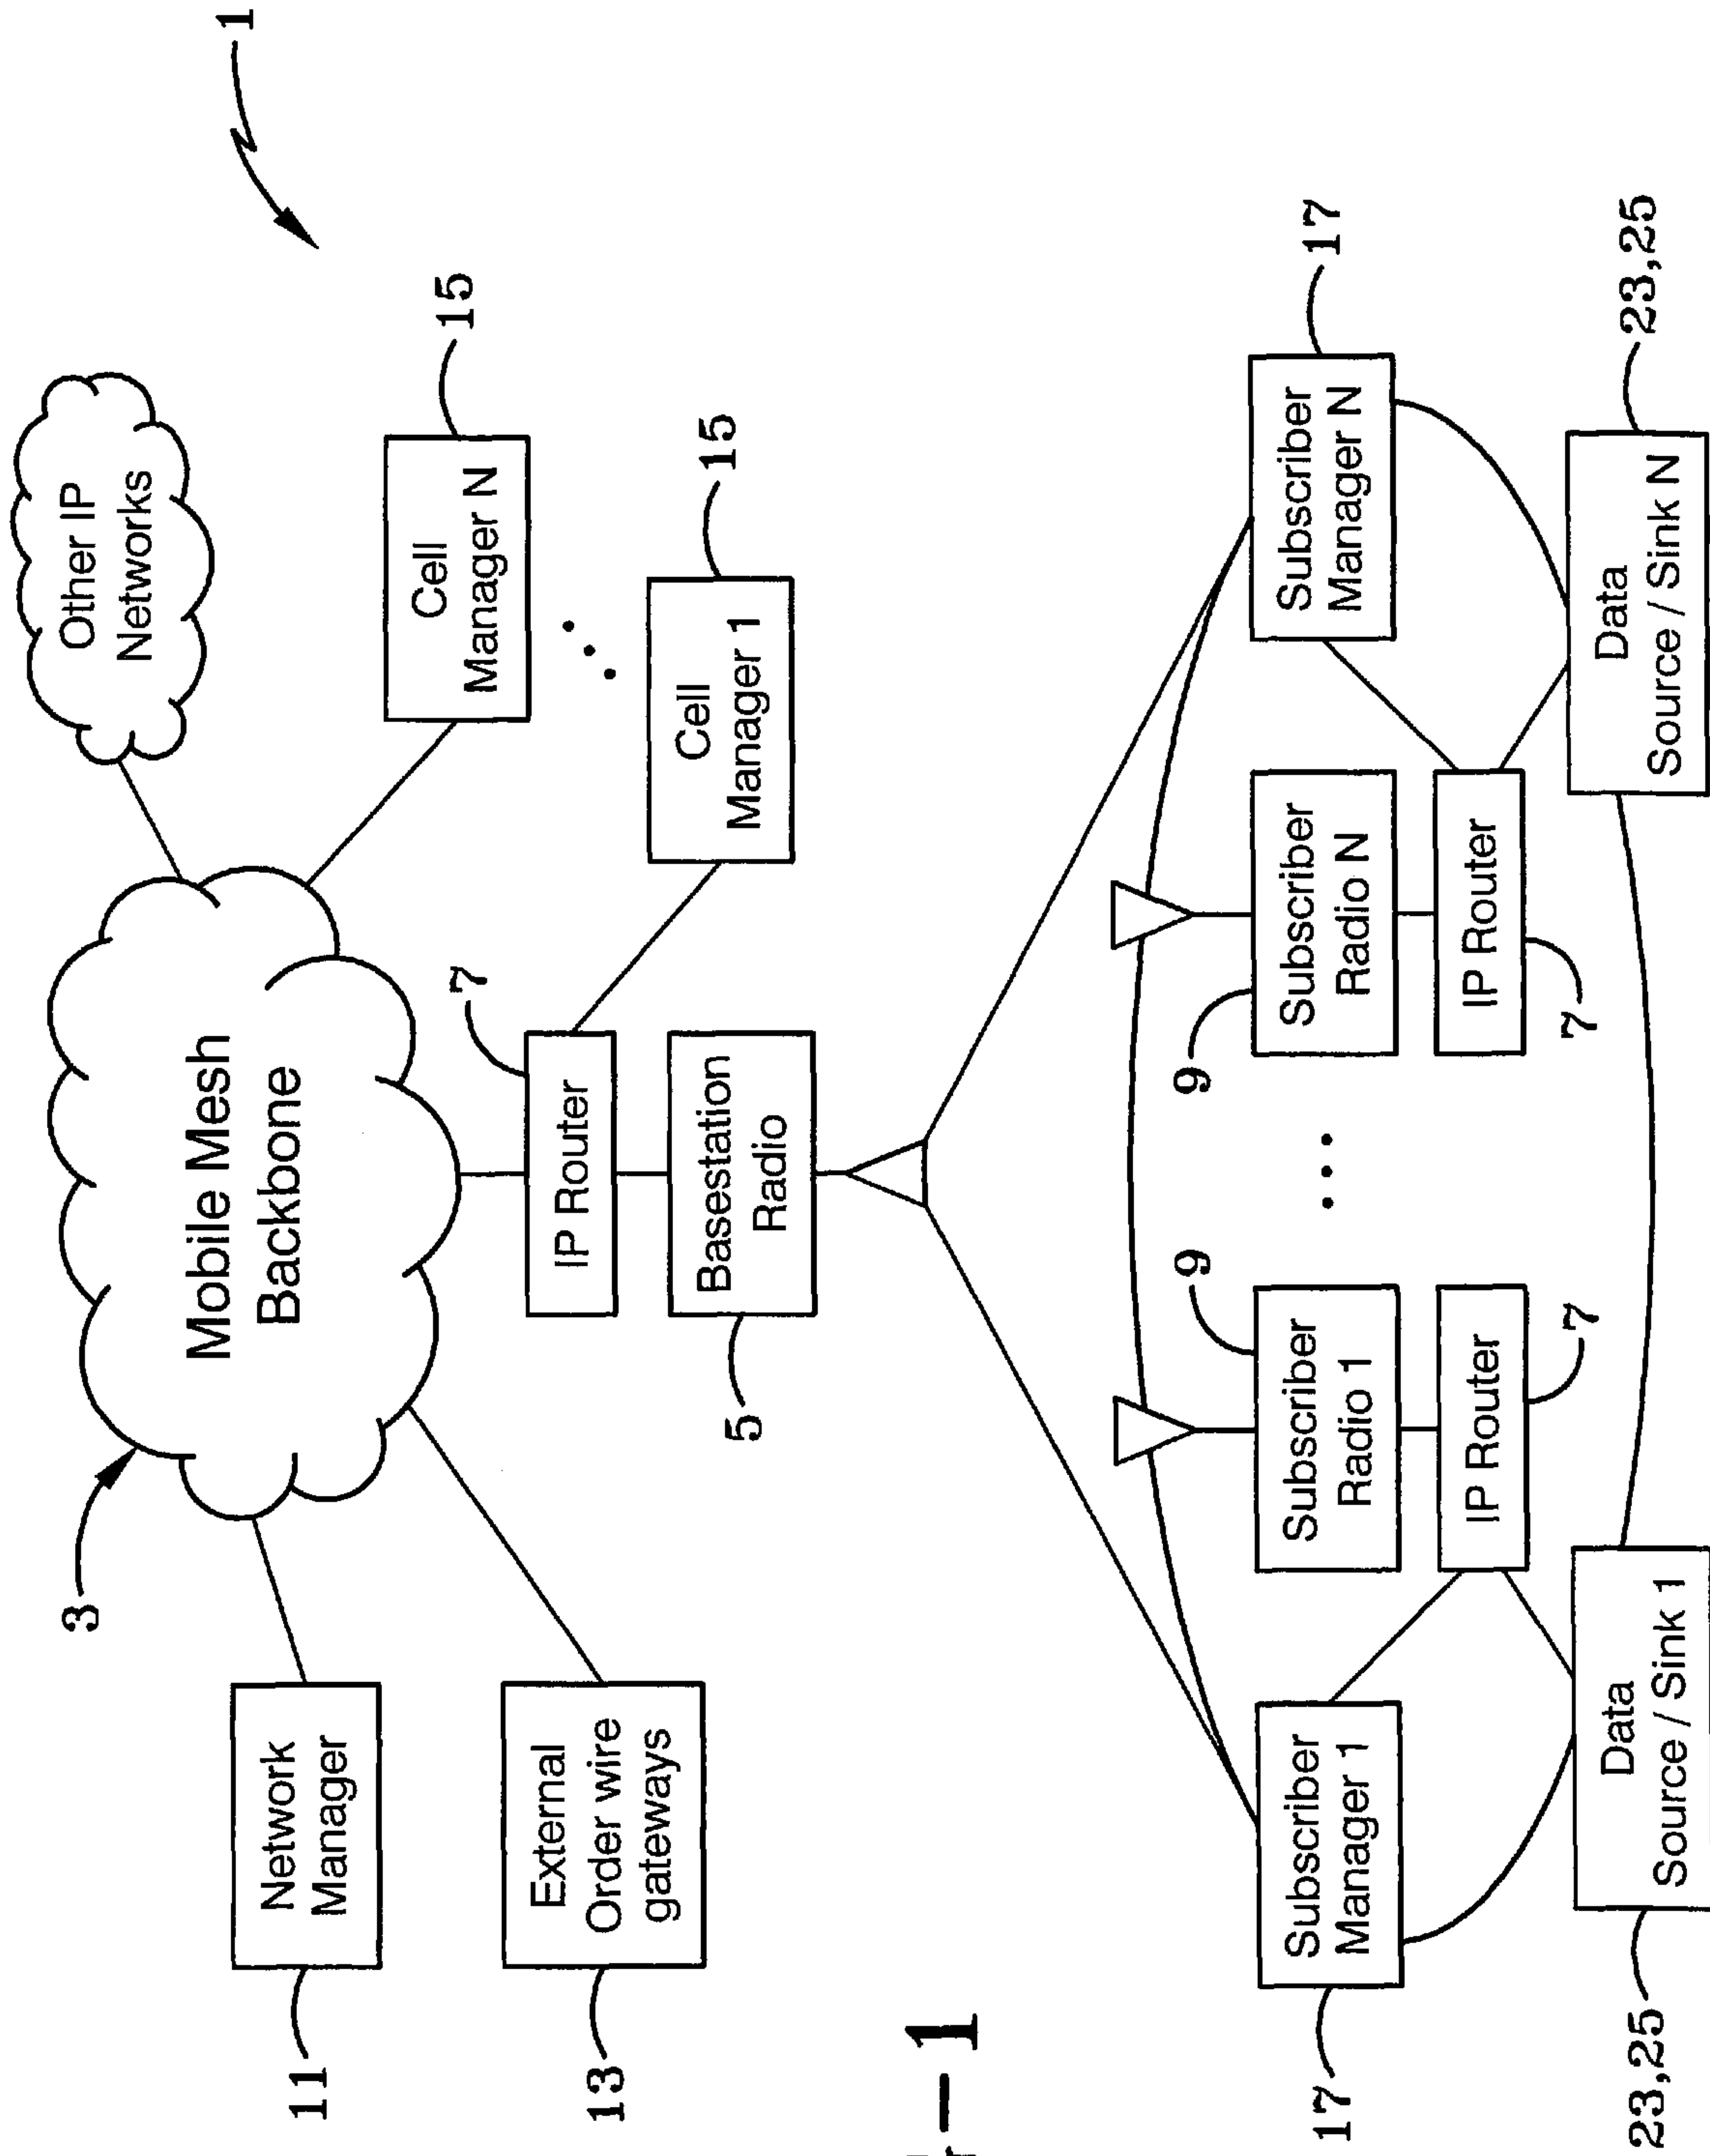 1
Other IP
Networks
3
Mobile Mesh
Backbone
Network
Manager
11
Cell
Manager N
15
External
Order wire
gateways
13
7
IP Router
Cell
Manager 1
15
Basestation
Radio
5
Subscriber
Manager 1
17
9
Subscriber
Radio 1
IP Router
7
9
Subscriber
Radio N
IP Router
7
Subscriber
Manager N
17
Data
Source / Sink 1
23,25
Data
Source / Sink N
23,25
-1